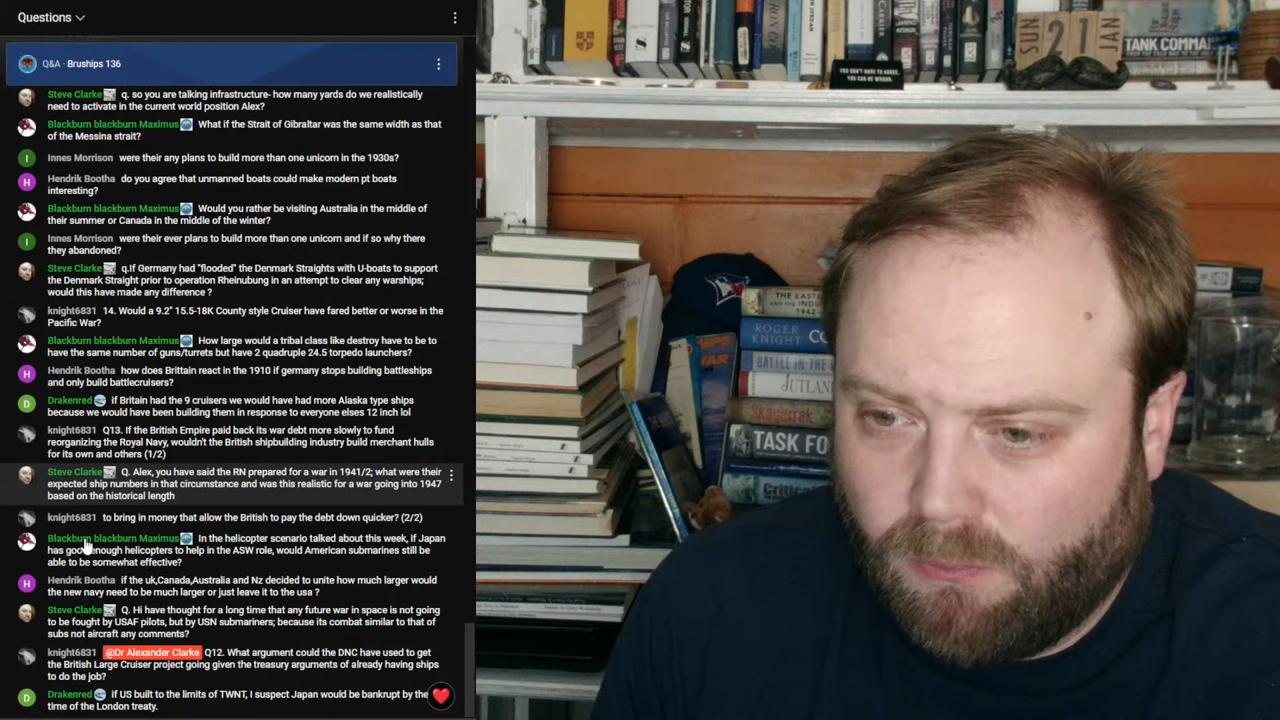 Questions
Q&A · Bruships 136
Steve Clarke q. so you are talking infrastructure- how many yards do we realistically
need to activate in the current world position Alex?
Blackburn blackburn Maximus What if the Strait of Gibraltar was the same width as that
of the Messina strait?
I Innes Morrison were their any plans to build more than one unicorn in the 1930s?
H Hendrik Bootha do you agree that unmanned boats could make modern pt boats
interesting?
Blackburn blackburn Maximus Would you rather be visiting Australia in the middle of
their summer or Canada in the middle of the winter?
I Innes Morrison were their ever plans to build more than one unicorn and if so why there
they abandoned?
Steve Clarke q.If Germany had "flooded" the Denmark Straights with U-boats to support
the Denmark Straight prior to operation Rheinubung in an attempt to clear any warships;
would this have made any difference ?
knight6831 14. Would a 9.2" 15.5-18K County style Cruiser have fared better or worse in the
Pacific War?
Blackburn blackburn Maximus How large would a tribal class like destroy have to be to
have the same number of guns/turrets but have 2 quadruple 24.5 torpedo launchers?
H Hendrik Bootha how does Brittain react in the 1910 if germany stops building battleships
and only build battlecruisers?
D Drakenred if Britain had the 9 cruisers we would have had more Alaska type ships
because we would have been building them in response to everyone elses 12 inch lol
knight6831 Q13. If the British Empire paid back its war debt more slowly to fund
reorganizing the Royal Navy, wouldn't the British shipbuilding industry build merchant hulls
for its own and others (1/2)
Steve Clarke Q. Alex, you have said the RN prepared for a war in 1941/2; what were their
expected ship numbers in that circumstance and was this realistic for a war going into 1947
based on the historical length
knight6831 to bring in money that allow the British to pay the debt down quicker? (2/2)
Blackburn blackburn Maximus In the helicopter scenario talked about this week, if Japan
has good enough helicopters to help in the ASW role, would American submarines still be
able to be somewhat effective?
H Hendrik Bootha if the uk,Canada,Australia and Nz decided to unite how much larger would
the new navy need to be much larger or just leave it to the usa ?
Steve Clarke Q. Hi have thought for a long time that any future war in space is not going
to be fought by USAF pilots, but by USN submariners; because its combat similar to that of
subs not aircraft any comments?
knight6831 @Dr Alexander Clarke Q12. What argument could the DNC have used to get
the British Large Cruiser project going given the treasury arguments of already having ships
to do the job?
D Drakenred if US built to the limits of TWNT, I suspect Japan would be bankrupt by the
time of the London treaty.
YOU DON'T HAVE TO AGREE,
YOU CAN BE WRONG.
SUN 21 JAN
TANK COMMA
THE EASTE
ROGER
KNIGHT
BATTLE IN THE
JUTLAN
Skagerrak
TASK FO
Critical